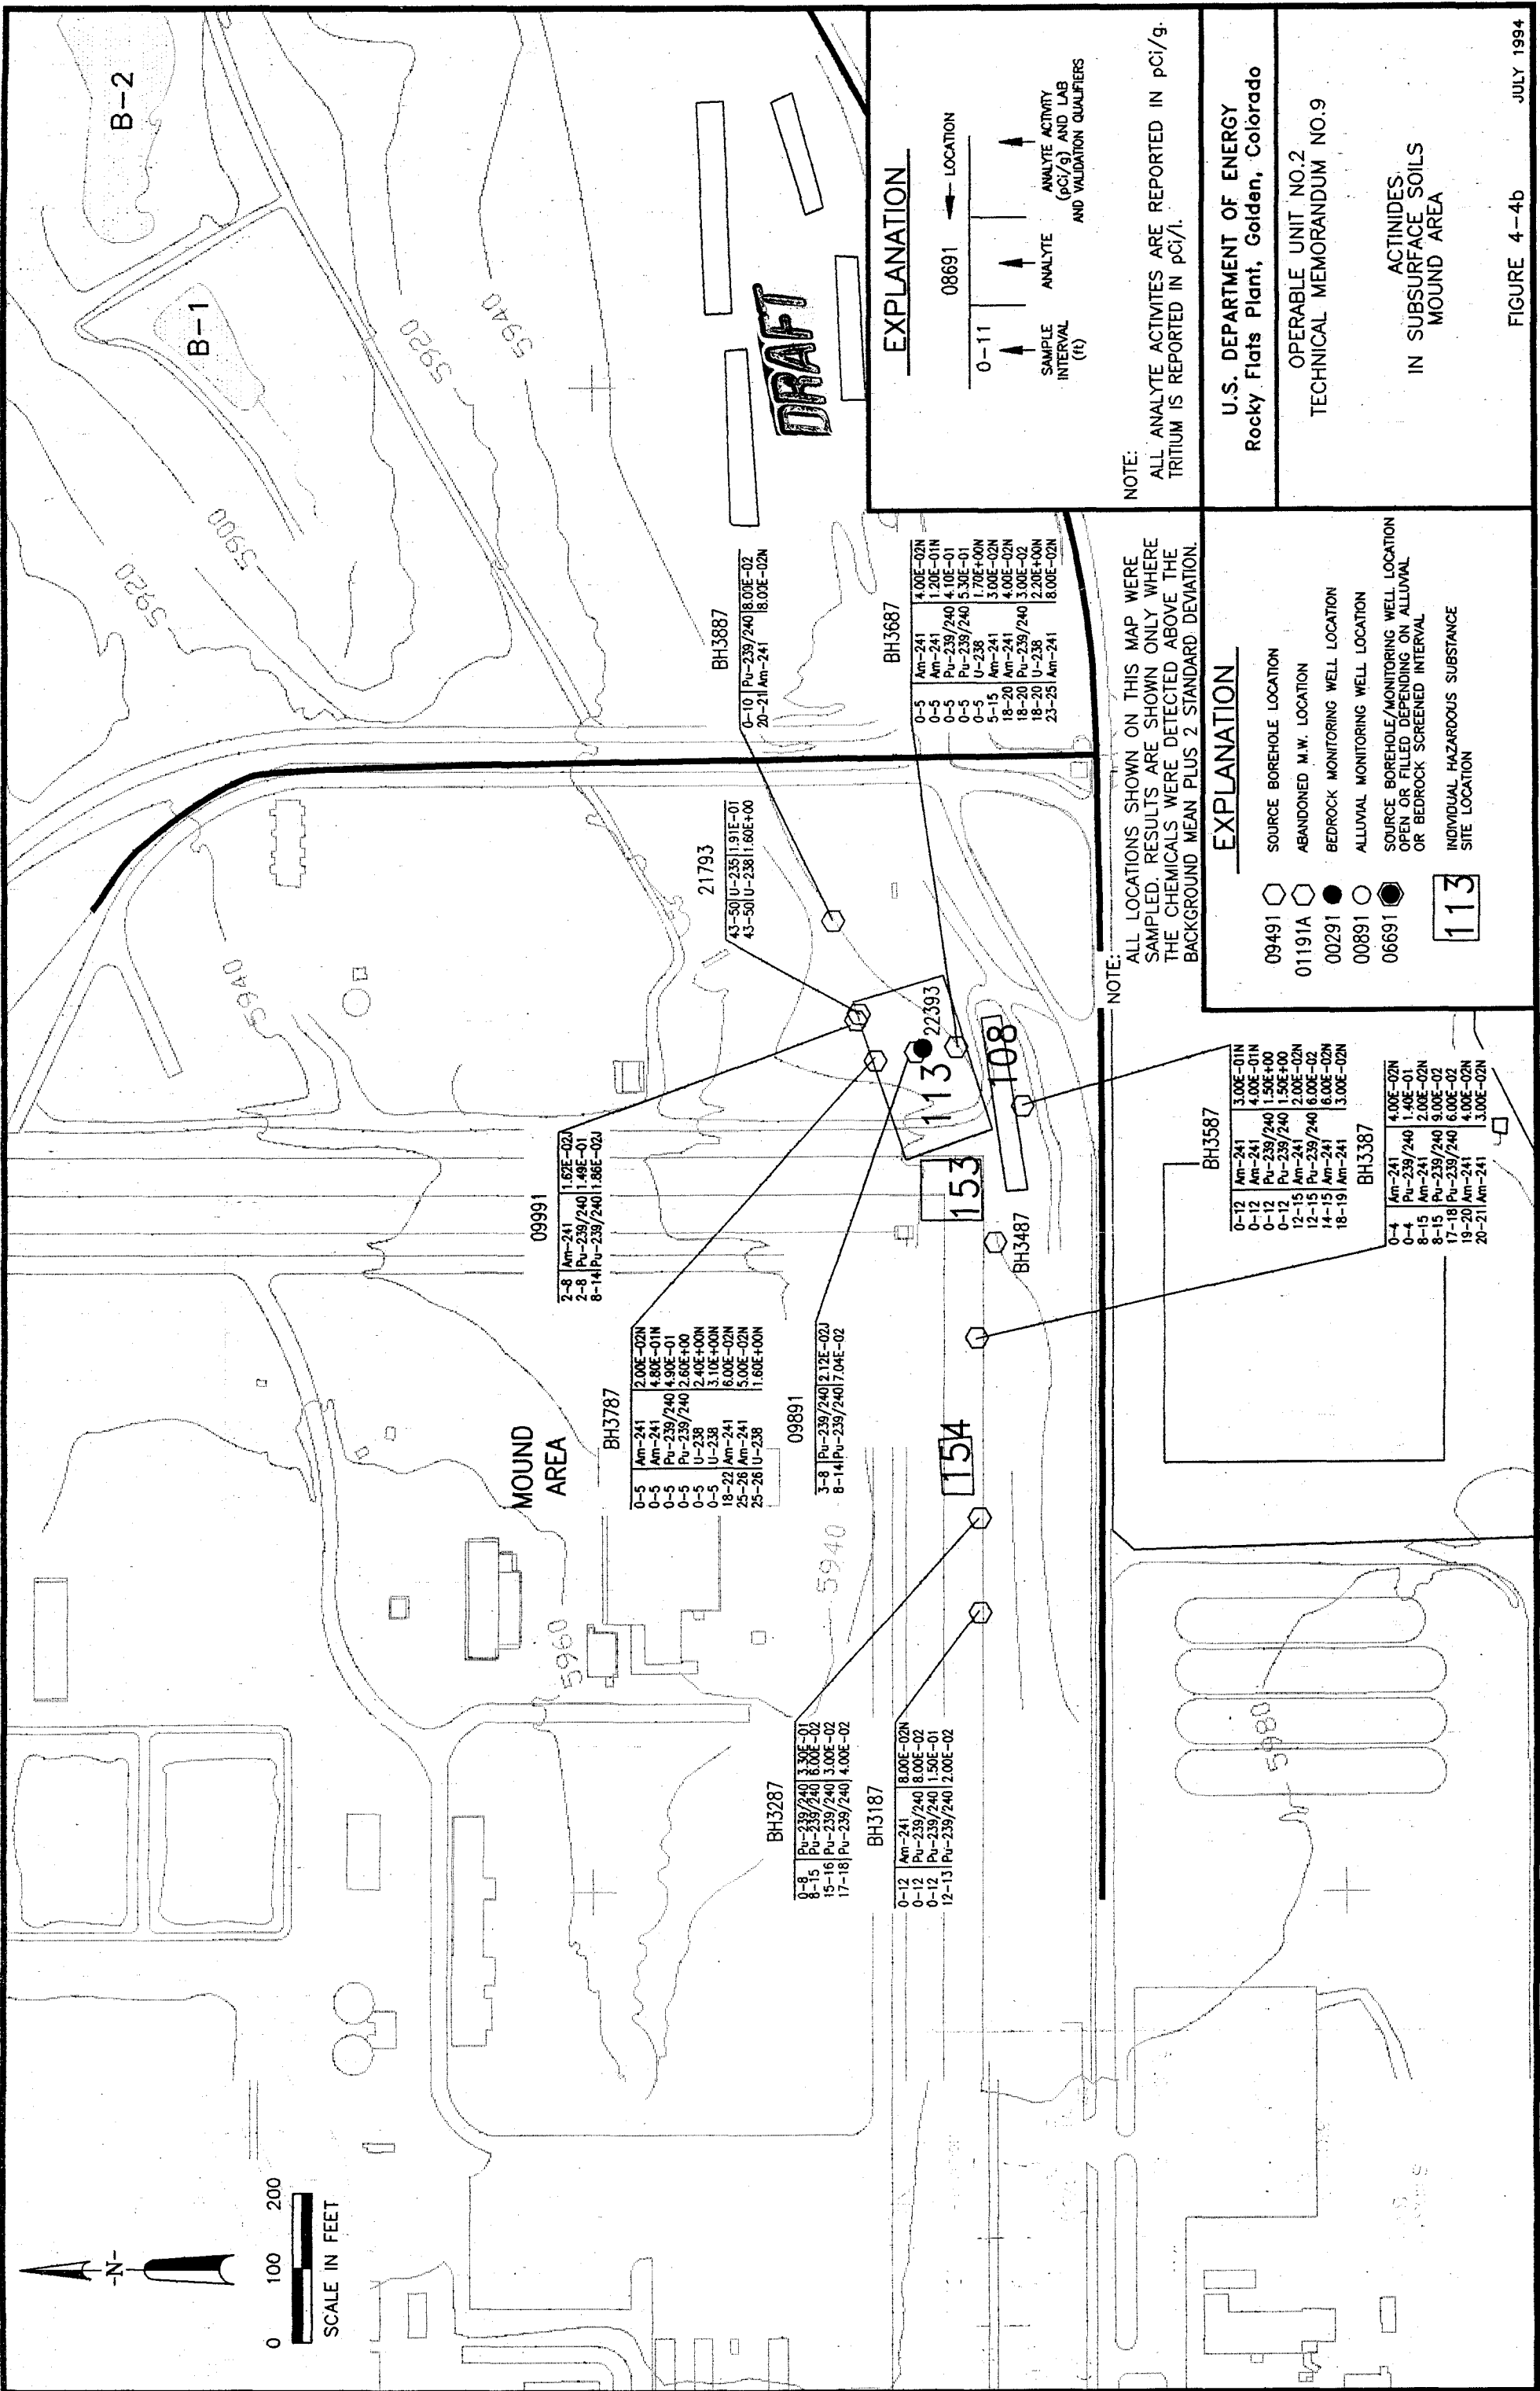 B-1
B-2
5920
5900
5920
5940
5940
5960
5940
5980
DRAFT
-N-
0 100 200
SCALE IN FEET
MOUND
AREA
09991
2-8 Am-241 1.62E-02J
2-8 Pu-239/240 1.49E-01
8-14 Pu-239/240 1.86E-02J
BH3787
0-5 Am-241 2.00E-02N
0-5 Am-241 4.80E-01N
0-5 Pu-239/240 4.90E-01
0-5 Pu-239/240 2.60E+00
0-5 U-238 2.40E+00N
0-5 U-238 3.10E+00N
18-22 Am-241 6.00E-02N
25-26 Am-241 5.00E-02N
25-26 U-238 1.60E+00N
09891
3-8 Pu-239/240 2.12E-02J
8-14 Pu-239/240 7.04E-02
BH3287
0-8 Pu-239/240 3.30E-01
8-15 Pu-239/240 6.00E-02
15-16 Pu-239/240 3.00E-02
17-18 Pu-239/240 4.00E-02
BH3187
0-12 Am-241 8.00E-02N
0-12 Pu-239/240 8.00E-02
0-12 Pu-239/240 1.50E-01
12-13 Pu-239/240 2.00E-02
21793
43-50 U-235 1.91E-01
43-50 U-238 1.60E+00
BH3887
0-10 Pu-239/240 8.00E-02
20-21 Am-241 8.00E-02N
BH3687
0-5 Am-241 4.00E-02N
0-5 Am-241 1.20E-01N
0-5 Pu-239/240 4.10E-01
0-5 Pu-239/240 5.30E-01
0-5 U-238 1.70E+00N
5-15 Am-241 3.00E-02N
18-20 Am-241 4.00E-02N
18-20 Pu-239/240 3.00E-02
18-20 U-238 2.20E+00N
23-25 Am-241 8.00E-02N
154
153
113
108
22393
BH3487
BH3587
0-12 Am-241 3.00E-01N
0-12 Am-241 4.00E-01N
0-12 Pu-239/240 1.50E+00
0-12 Pu-239/240 1.50E+00
12-15 Am-241 2.00E-02N
12-15 Pu-239/240 6.00E-02
14-15 Am-241 6.00E-02N
18-19 Am-241 3.00E-02N
BH3387
0-4 Am-241 4.00E-02N
0-4 Pu-239/240 1.40E-01
8-15 Am-241 2.00E-02N
8-15 Pu-239/240 9.00E-02
17-18 Pu-239/240 6.00E-02
19-20 Am-241 4.00E-02N
20-21 Am-241 3.00E-02N
NOTE:
ALL LOCATIONS SHOWN ON THIS MAP WERE
SAMPLED. RESULTS ARE SHOWN ONLY WHERE
THE CHEMICALS WERE DETECTED ABOVE THE
BACKGROUND MEAN PLUS 2 STANDARD DEVIATION.
EXPLANATION
09491 SOURCE BOREHOLE LOCATION
01191A ABANDONED M.W. LOCATION
00291 BEDROCK MONITORING WELL LOCATION
00891 ALLUVIAL MONITORING WELL LOCATION
06691 SOURCE BOREHOLE/MONITORING WELL LOCATION
OPEN OR FILLED DEPENDING ON ALLUVIAL
OR BEDROCK SCREENED INTERVAL
113 INDIVIDUAL HAZARDOUS SUBSTANCE
SITE LOCATION
EXPLANATION
08691 LOCATION
0-11
SAMPLE
INTERVAL
(ft)
ANALYTE
ANALYTE ACTIVITY
(pCi/g) AND LAB
AND VALIDATION QUALIFIERS
NOTE:
ALL ANALYTE ACTIVITES ARE REPORTED IN pCi/g.
TRITIUM IS REPORTED IN pCi/l.
U.S. DEPARTMENT OF ENERGY
Rocky Flats Plant, Golden, Colorado
OPERABLE UNIT NO.2
TECHNICAL MEMORANDUM NO.9
ACTINIDES
IN SUBSURFACE SOILS
MOUND AREA
FIGURE 4-4b JULY 1994